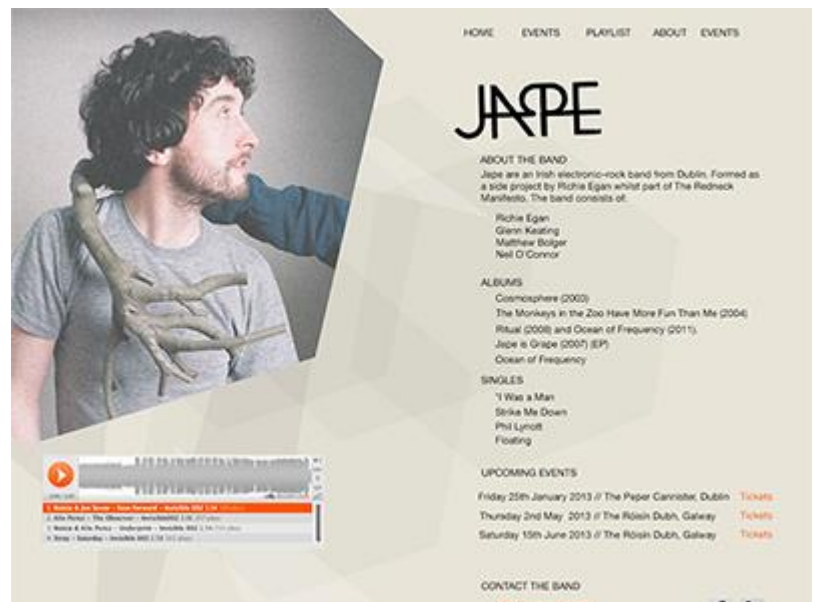 HOME EVENTS PLAYLIST ABOUT EVENTS
JAPE
ABOUT THE BAND
Jape are an Irish electronic-rock band from Dublin. Formed as
a side project by Richie Egan whilst part of The Redneck
Manifesto. The band consists of:
Richie Egan
Glenn Keating
Matthew Bolger
Neil O'Connor
ALBUMS
Cosmosphere (2003)
The Monkeys in the Zoo Have More Fun Than Me (2004)
Ritual (2008) and Ocean of Frequency (2011).
Jape is Grape (2007) (EP)
Ocean of Frequency
SINGLES
"I Was a Man
Strike Me Down
Phil Lynott
Floating
UPCOMING EVENTS
Friday 25th January 2013 // The Peper Cannister, Dublin Tickets
Thursday 2nd May 2013 // The Róisín Dubh, Galway Tickets
Saturday 15th June 2013 // The Róisín Dubh, Galway Tickets
CONTACT THE BAND